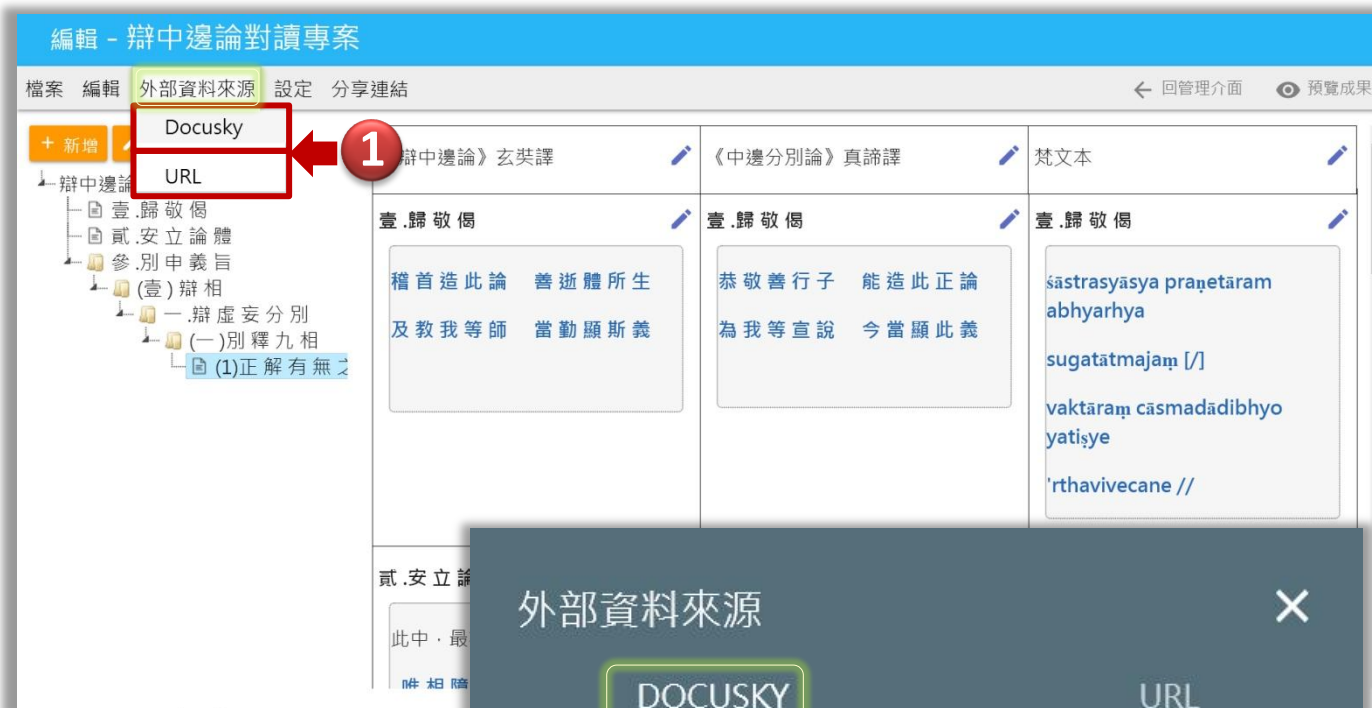 編輯 - 辯中邊論對讀專案
檔案 編輯 外部資料來源 設定 分享連結
回管理介面 預覽成果
Docusky
URL
1
+ 新增
辯中邊論
壹.歸敬偈
貳.安立論體
參.別申義旨
(壹)辯相
一.辯虛妄分別
(一)別釋九相
(1)正解有無
辯中邊論》玄奘譯
《中邊分別論》真諦譯
梵文本
壹.歸敬偈
稽首造此論 善逝體所生
及教我等師 當勤顯斯義
壹.歸敬偈
恭敬善行子 能造此正論
為我等宣說 今當顯此義
壹.歸敬偈
śāstrasyāsya praṇetāram
abhyarhya
sugatātmajaṃ [/]
vaktāraṃ cāsmadādibhyo
yatiṣye
'rthavivecane //
貳.安立論
此中，最
唯相障
外部資料來源
DOCUSKY
URL